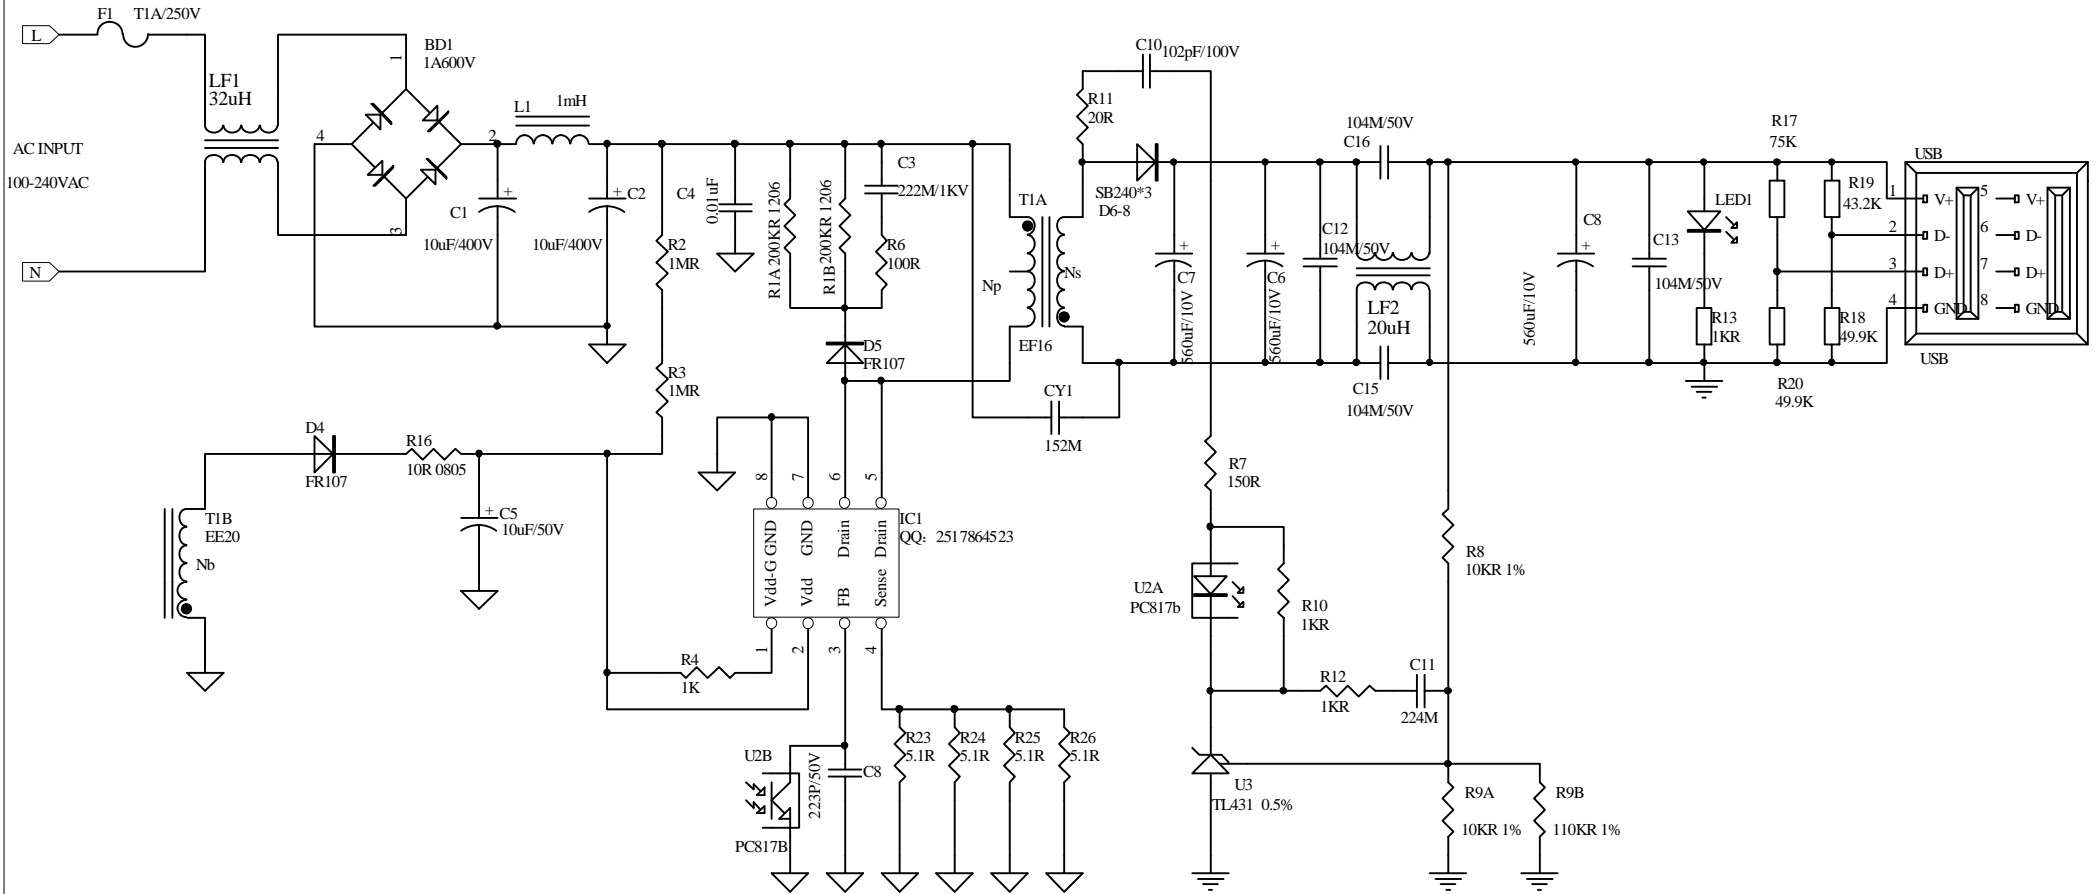 F1 T1A/250V
L
LF1
32uH
AC INPUT
100-240VAC
N
BD1
1A600V
1
4
2
3
L1 1mH
C1
10uF/400V
+
C2
10uF/400V
+
R2
1MR
R3
1MR
C4
0.01uF
R1A 200KR 1206
R1B 200KR 1206
C3
222M/1KV
R6
100R
D5
FR107
T1A
Np
Ns
EF16
CY1
152M
C10 102pF/100V
R11
20R
SB240*3
D6-8
+
C7
560uF/10V
+
C6
560uF/10V
C12
104M/50V
104M/50V
C16
LF2
20uH
C15
104M/50V
C8
+
560uF/10V
C13
104M/50V
LED1
R13
1KR
R17
75K
R19
43.2K
R18
49.9K
R20
49.9K
USB
1 V+ 5 V+
2 D- 6 D-
3 D+ 7 D+
4 GND 8 GND
USB
D4
FR107
R16
10R 0805
+ C5
10uF/50V
T1B
EE20
Nb
8 7 6 5
GND GND Drain Drain
Vdd-G Vdd FB Sense
1 2 3 4
IC1
QQ: 2517864523
R4
1K
U2B
PC817B
223P/50V
C8
R23
5.1R
R24
5.1R
R25
5.1R
R26
5.1R
R7
150R
U2A
PC817b
R10
1KR
R12
1KR
C11
224M
R8
10KR 1%
U3
TL431 0.5%
R9A
10KR 1%
R9B
110KR 1%